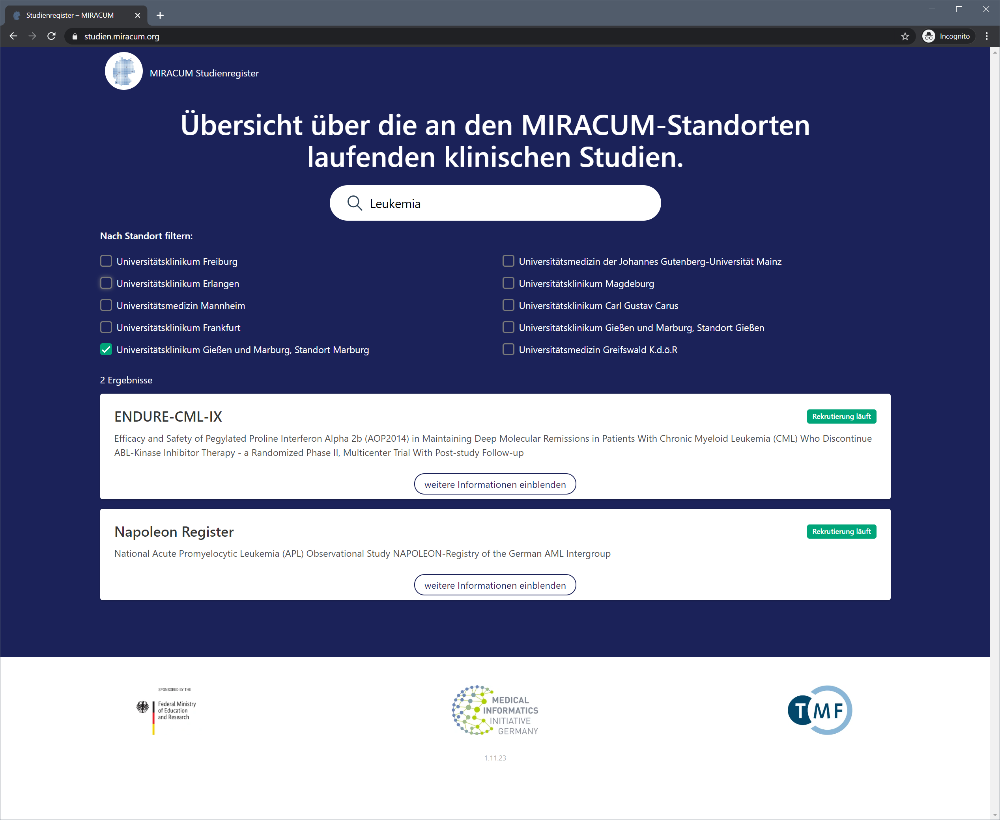 Studienregister – MIRACUM
studien.miracum.org
Incognito
MIRACUM Studienregister
Übersicht über die an den MIRACUM-Standorten
laufenden klinischen Studien.
Leukemia
Nach Standort filtern:
Universitätsklinikum Freiburg
Universitätsmedizin der Johannes Gutenberg-Universität Mainz
Universitätsklinikum Erlangen
Universitätsklinikum Magdeburg
Universitätsmedizin Mannheim
Universitätsklinikum Carl Gustav Carus
Universitätsklinikum Frankfurt
Universitätsklinikum Gießen und Marburg, Standort Gießen
Universitätsklinikum Gießen und Marburg, Standort Marburg
Universitätsmedizin Greifswald K.d.ö.R
2 Ergebnisse
ENDURE-CML-IX
Rekrutierung läuft
Efficacy and Safety of Pegylated Proline Interferon Alpha 2b (AOP2014) in Maintaining Deep Molecular Remissions in Patients With Chronic Myeloid Leukemia (CML) Who Discontinue
ABL-Kinase Inhibitor Therapy - a Randomized Phase II, Multicenter Trial With Post-study Follow-up
weitere Informationen einblenden
Napoleon Register
Rekrutierung läuft
National Acute Promyelocytic Leukemia (APL) Observational Study NAPOLEON-Registry of the German AML Intergroup
weitere Informationen einblenden
SPONSORED BY THE
Federal Ministry
of Education
and Research
MEDICAL
INFORMATICS
INITIATIVE
GERMANY
TMF
1.11.23